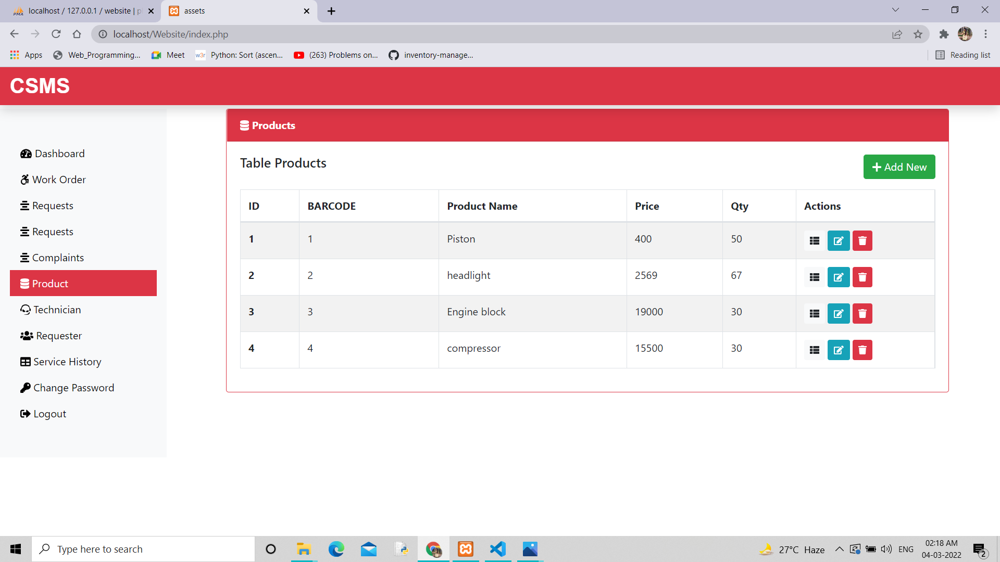 localhost / 127.0.0.1 / website | p
assets
localhost/Website/index.php
Apps
Web_Programming...
Meet
w3r
Python: Sort (ascen...
(263) Problems on...
inventory-manage...
Reading list
CSMS
Products
Dashboard
Work Order
Requests
Requests
Complaints
Product
Technician
Requester
Service History
Change Password
Logout
Table Products
Add New
ID BARCODE Product Name Price Qty Actions
1 1 Piston 400 50
2 2 headlight 2569 67
3 3 Engine block 19000 30
4 4 compressor 15500 30
Type here to search
27°C Haze
ENG
02:18 AM
04-03-2022
2